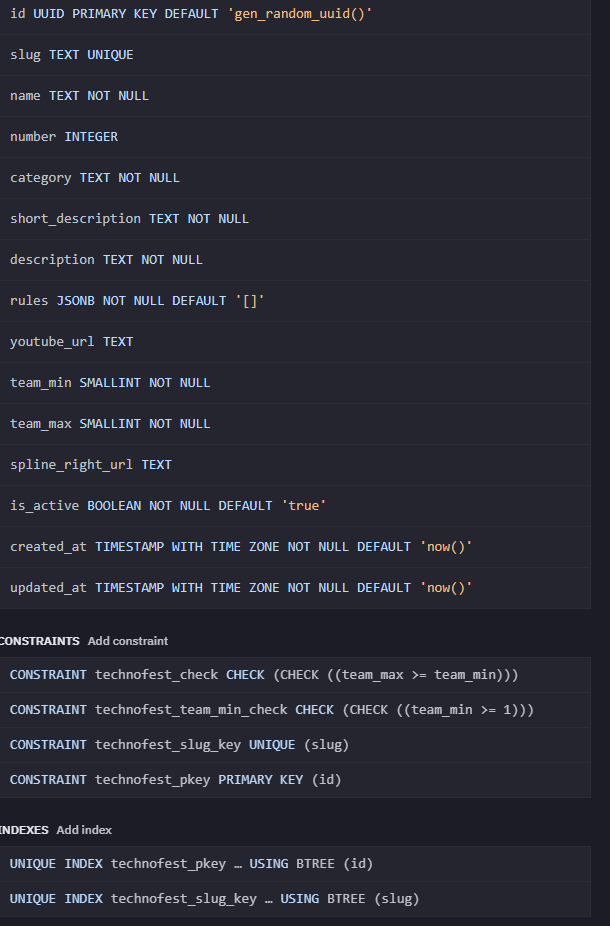 id UUID PRIMARY KEY DEFAULT 'gen_random_uuid()'
slug TEXT UNIQUE
name TEXT NOT NULL
number INTEGER
category TEXT NOT NULL
short_description TEXT NOT NULL
description TEXT NOT NULL
rules JSONB NOT NULL DEFAULT '[]'
youtube_url TEXT
team_min SMALLINT NOT NULL
team_max SMALLINT NOT NULL
spline_right_url TEXT
is_active BOOLEAN NOT NULL DEFAULT 'true'
created_at TIMESTAMP WITH TIME ZONE NOT NULL DEFAULT 'now()'
updated_at TIMESTAMP WITH TIME ZONE NOT NULL DEFAULT 'now()'
CONSTRAINTS Add constraint
CONSTRAINT technofest_check CHECK (CHECK ((team_max >= team_min)))
CONSTRAINT technofest_team_min_check CHECK (CHECK ((team_min >= 1)))
CONSTRAINT technofest_slug_key UNIQUE (slug)
CONSTRAINT technofest_pkey PRIMARY KEY (id)
INDEXES Add index
UNIQUE INDEX technofest_pkey … USING BTREE (id)
UNIQUE INDEX technofest_slug_key … USING BTREE (slug)